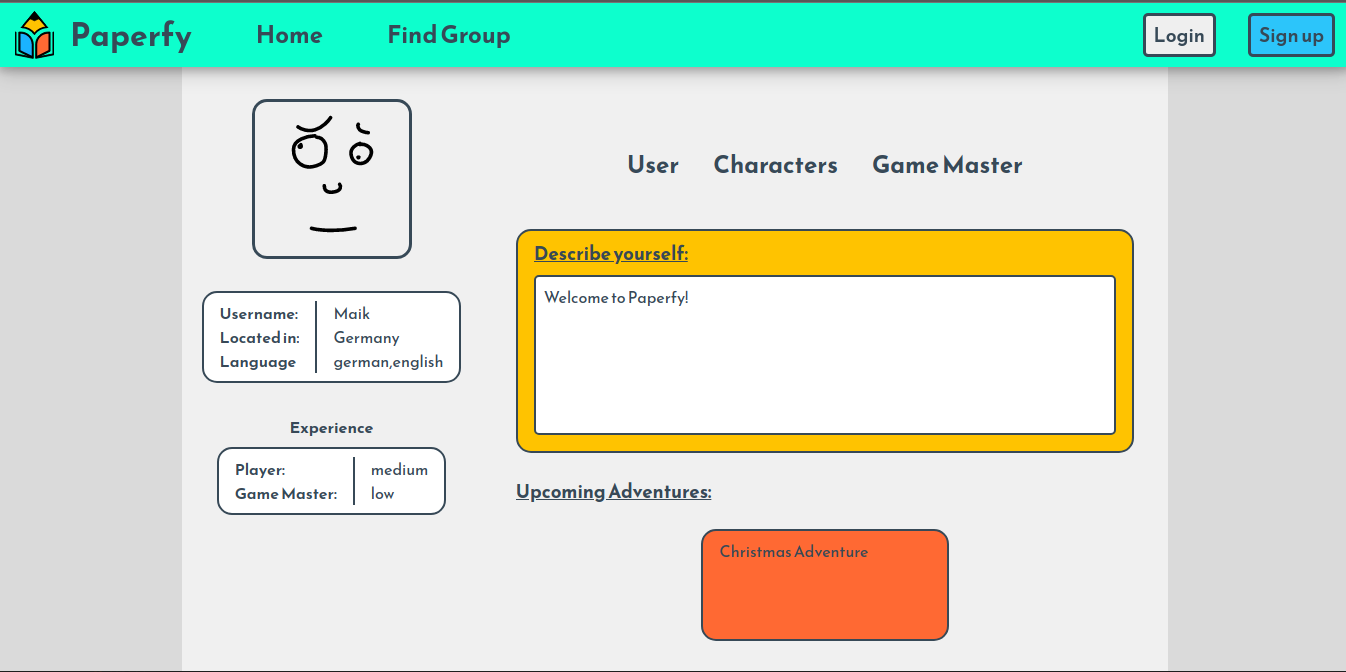 Paperfy Home Find Group Login Sign up
User Characters Game Master
Describe yourself:
Welcome to Paperfy!
Username: Maik
Located in: Germany
Language german,english
Experience
Player: medium
Game Master: low
Upcoming Adventures:
Christmas Adventure